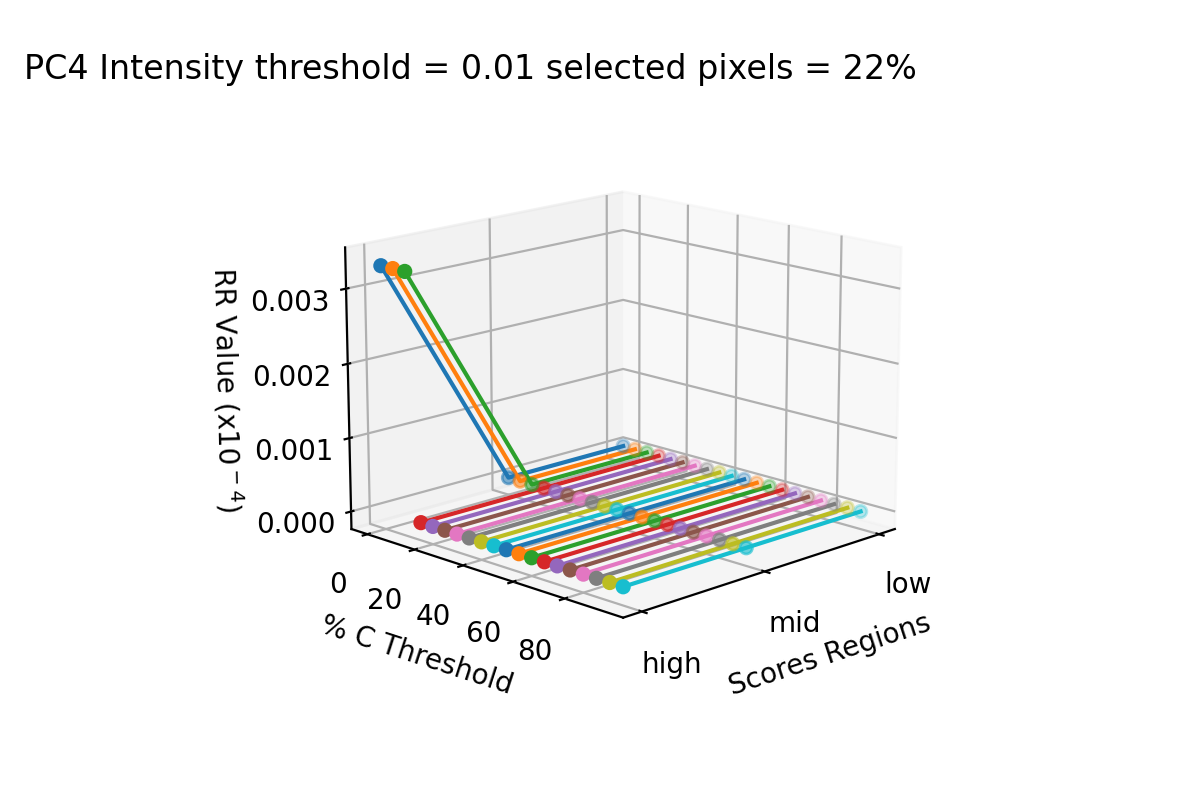 PC4 Intensity threshold = 0.01 selected pixels = 22%
RR Value (x10⁻⁴)
0.003
0.002
0.001
0.000
0
20
40
60
80
% C Threshold
high
mid
low
Scores Regions